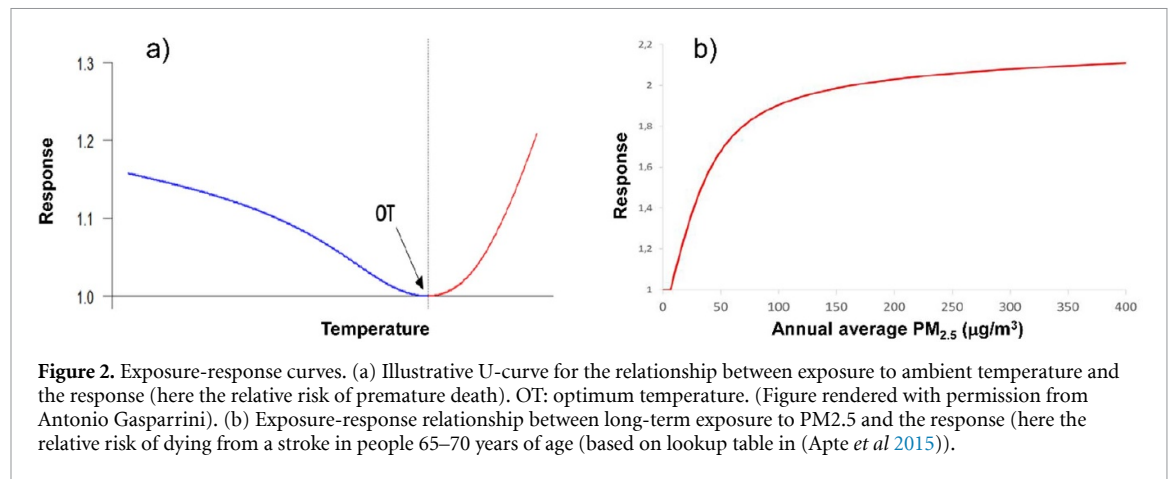 a)
1.3
1.2
1.1
1.0
Response
OT
Temperature
b)
2,2
2
1,8
1,6
1,4
1,2
1
Response
0 50 100 150 200 250 300 350 400
Annual average PM2.5 (µg/m³)
Figure 2. Exposure-response curves. (a) Illustrative U-curve for the relationship between exposure to ambient temperature and
the response (here the relative risk of premature death). OT: optimum temperature. (Figure rendered with permission from
Antonio Gasparrini). (b) Exposure-response relationship between long-term exposure to PM2.5 and the response (here the
relative risk of dying from a stroke in people 65–70 years of age (based on lookup table in (Apte et al 2015)).